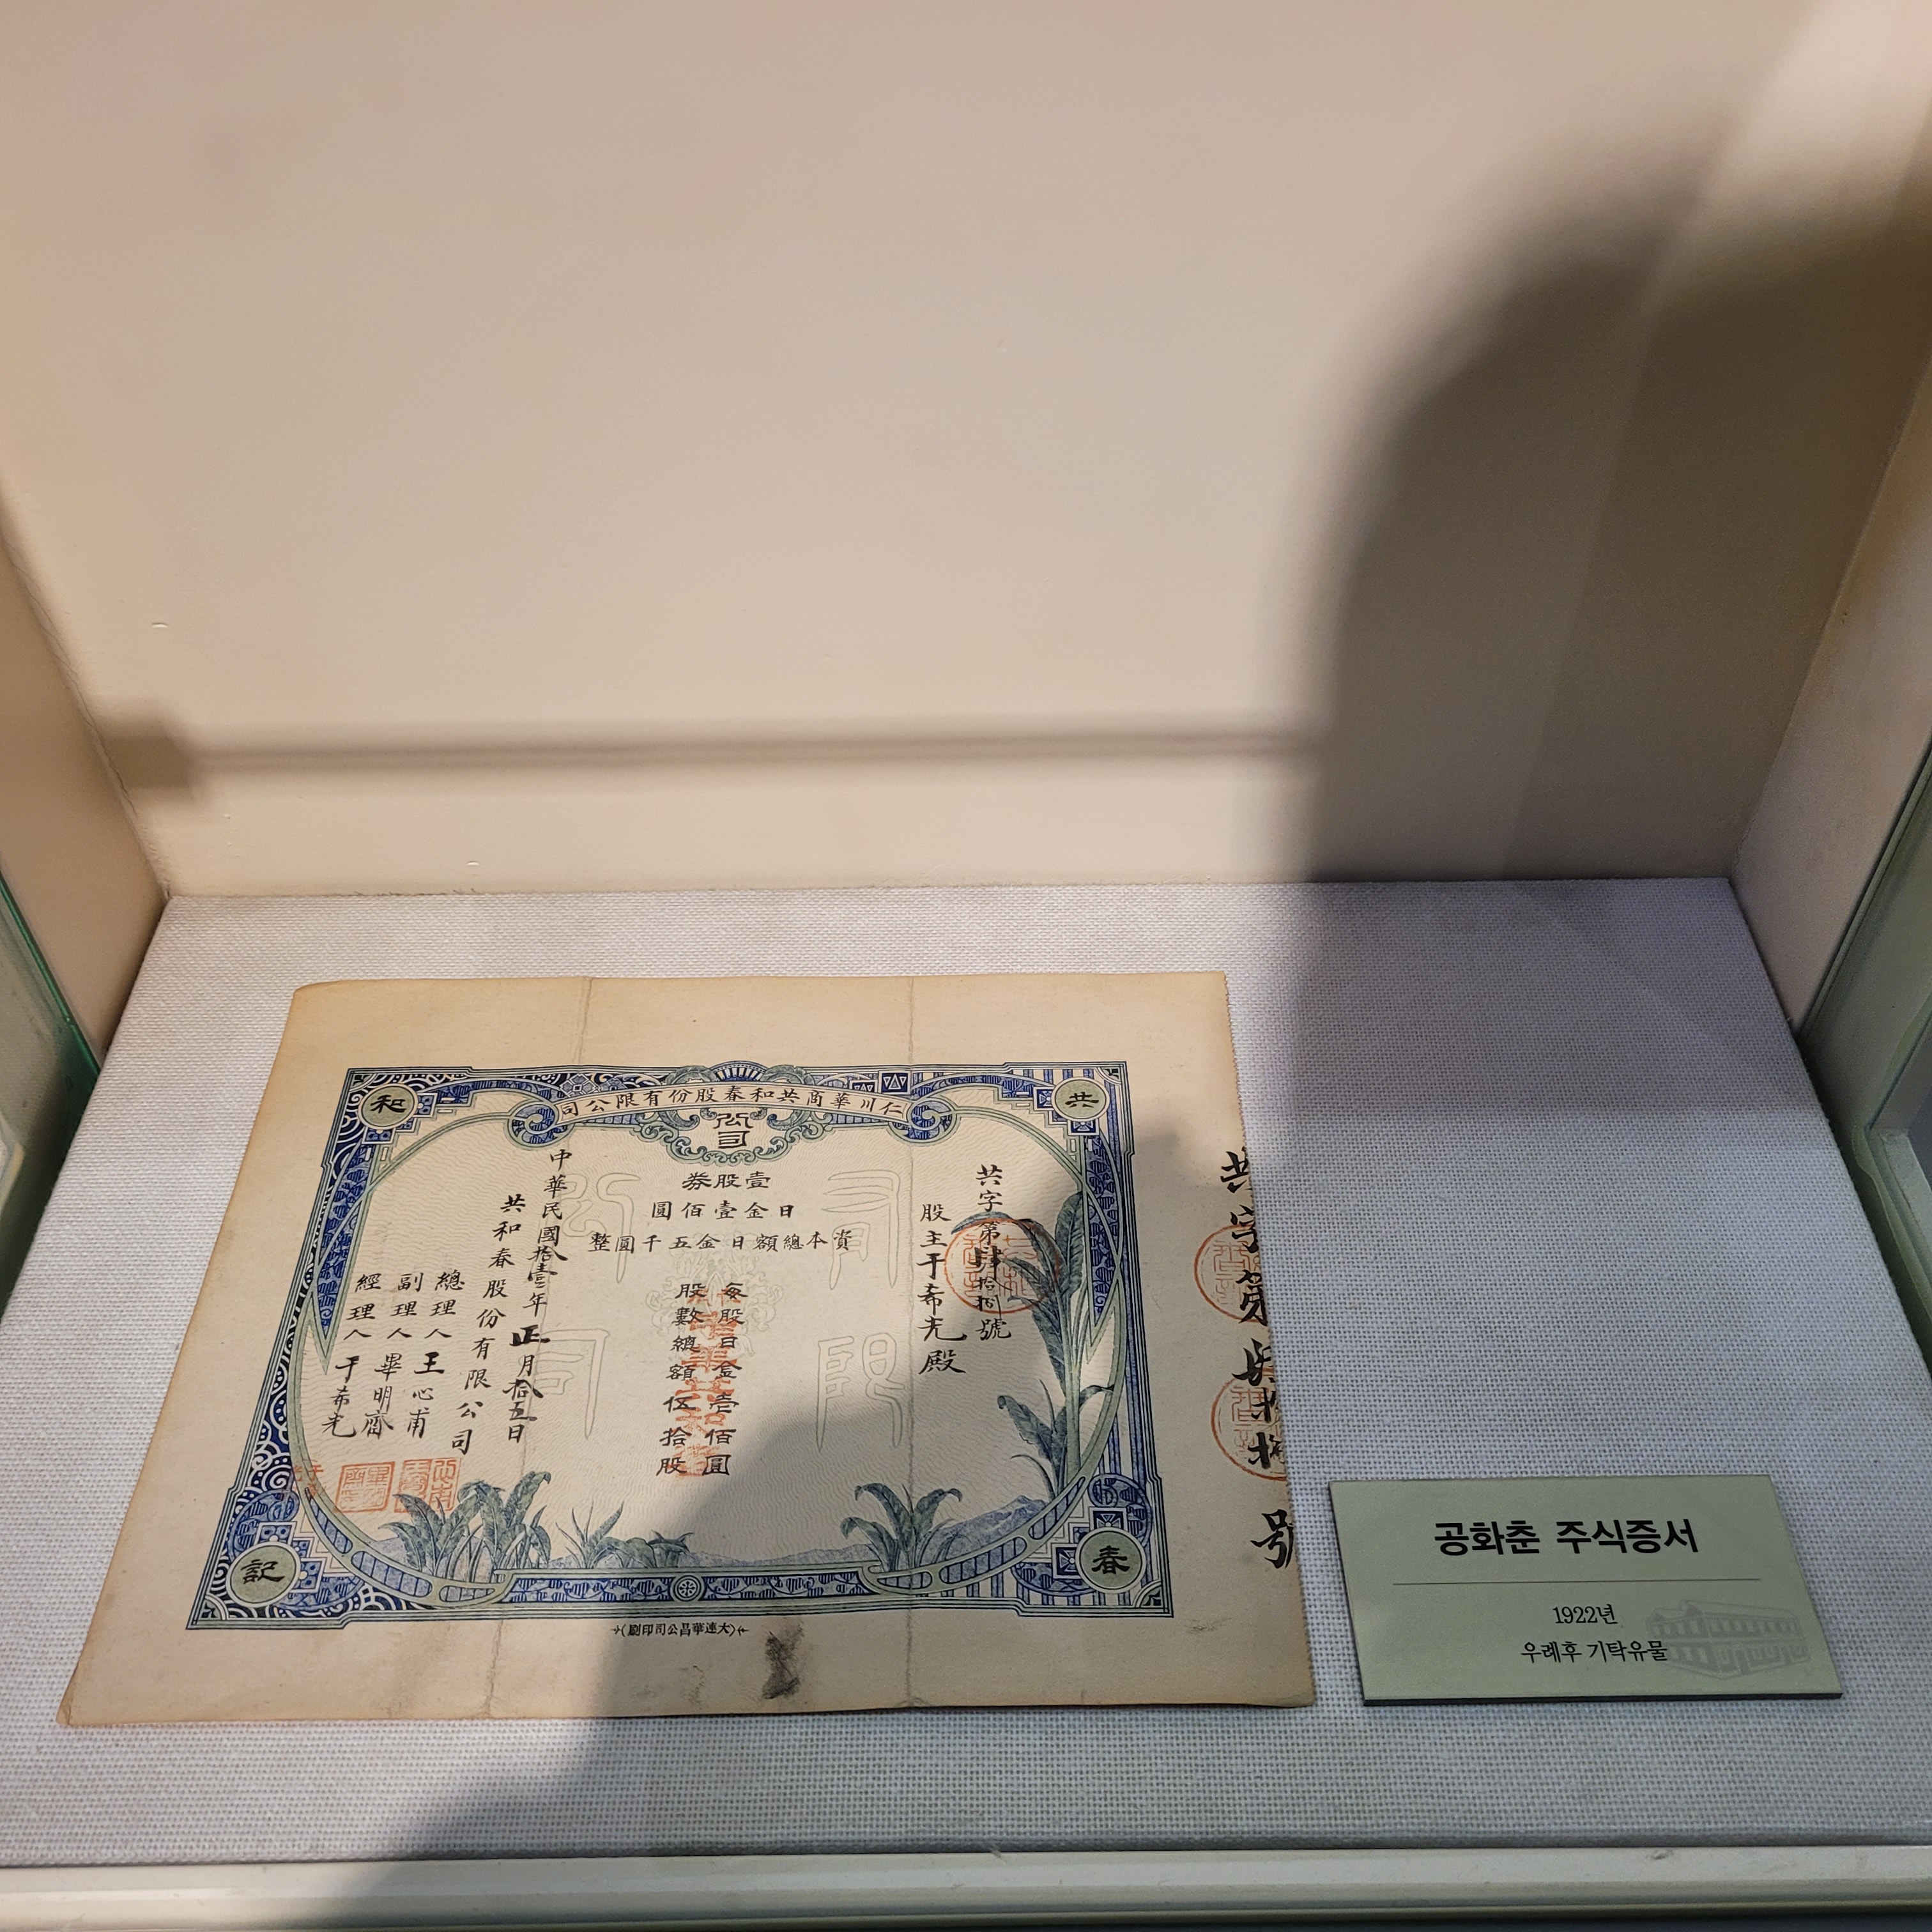 仁川華商共和春股份有限公司
公司
共
和
春
記
壹股券
日金壹佰圓
資本總額日金五千圓整
每股日金壹佰圓
股數總額伍拾股
共字第肆拾捌號
股主于希光殿
中華民國拾壹年正月拾五日
共和春股份有限公司
總理人王心甫
副理人畢明齋
經理人于希光
有限
公司
大連華昌公司印刷
공화춘 주식증서
1922년
우례후 기탁유물